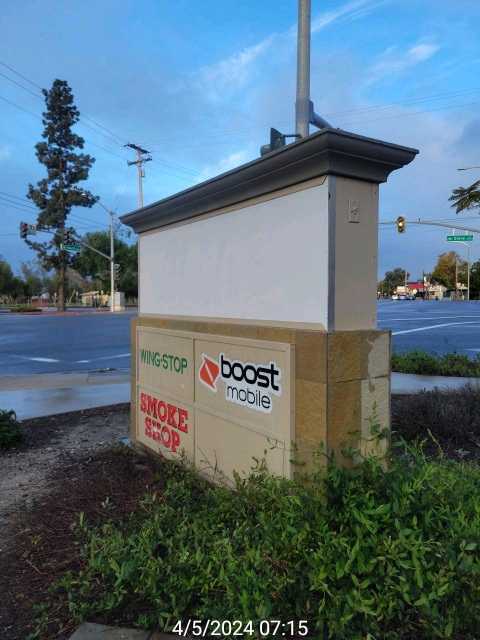 WING-STOP
boost
mobile
SMOKE
SHOP
4/5/2024 07:15